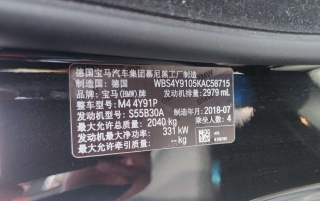 德国宝马汽车集团慕尼黑工厂制造
制造国: 德国 WBS4Y9105KAC58715
品牌: 宝马(BMW)牌 发动机排量: 2979 mL
整车型号: M4 4Y91P
发动机型号: S55B30A 制造年月: 2018-07
最大允许总质量: 2040 kg 乘坐人数: 4
发动机最大净功率: 331 kW
最大允许牵引质量: - kg